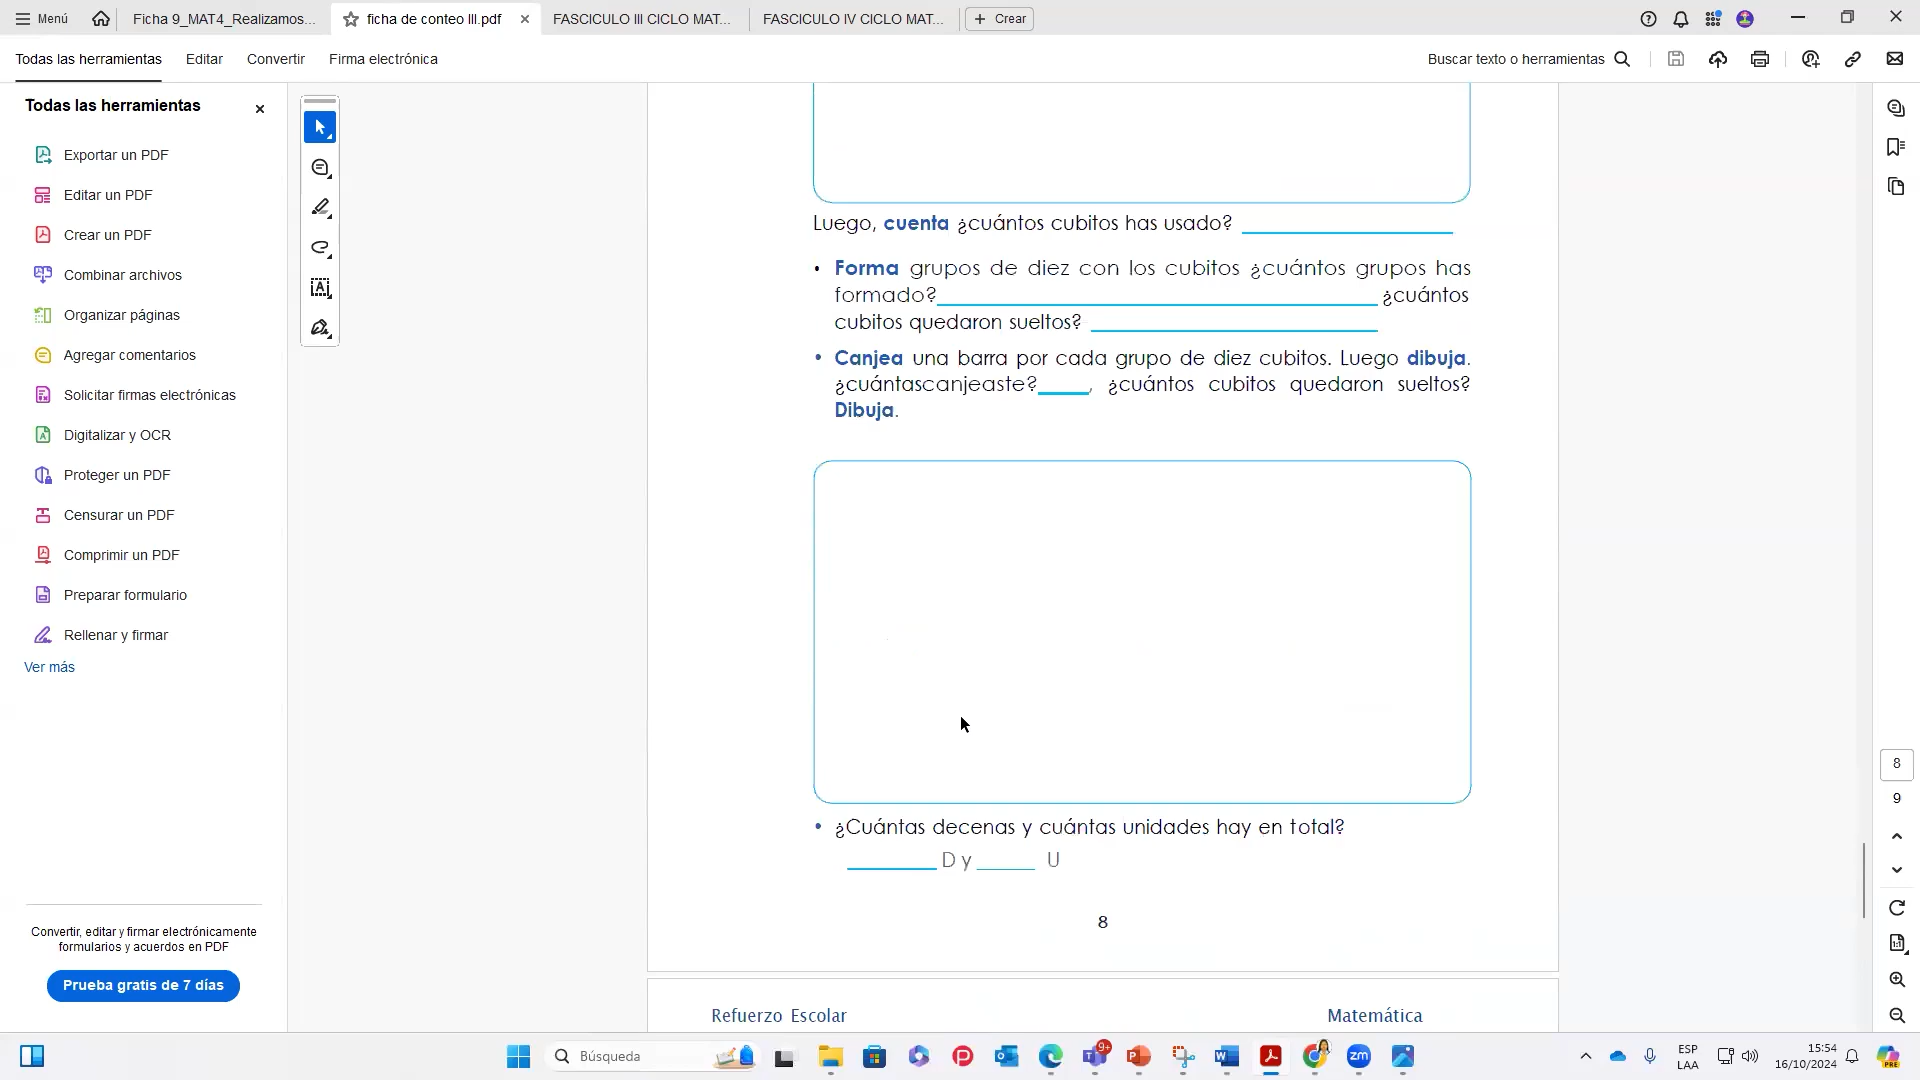 Menú
Ficha 9_MAT4_Realizamos...
ficha de conteo III.pdf
FASCICULO III CICLO MAT...
FASCICULO IV CICLO MAT...
Crear
Todas las herramientas
Editar
Convertir
Firma electrónica
Buscar texto o herramientas
Todas las herramientas
Exportar un PDF
Editar un PDF
Crear un PDF
Combinar archivos
Organizar páginas
Agregar comentarios
Solicitar firmas electrónicas
Digitalizar y OCR
Proteger un PDF
Censurar un PDF
Comprimir un PDF
Preparar formulario
Rellenar y firmar
Ver más
Convertir, editar y firmar electrónicamente
formularios y acuerdos en PDF
Prueba gratis de 7 días
Luego, cuenta ¿cuántos cubitos has usado?
• Forma grupos de diez con los cubitos ¿cuántos grupos has
formado? ¿cuántos
cubitos quedaron sueltos?
• Canjea una barra por cada grupo de diez cubitos. Luego dibuja.
¿cuántascanjeaste?____, ¿cuántos cubitos quedaron sueltos?
Dibuja.
• ¿Cuántas decenas y cuántas unidades hay en total?
D y U
8
Refuerzo Escolar
Matemática
8
9
Búsqueda
9+
ESP
LAA
15:54
16/10/2024